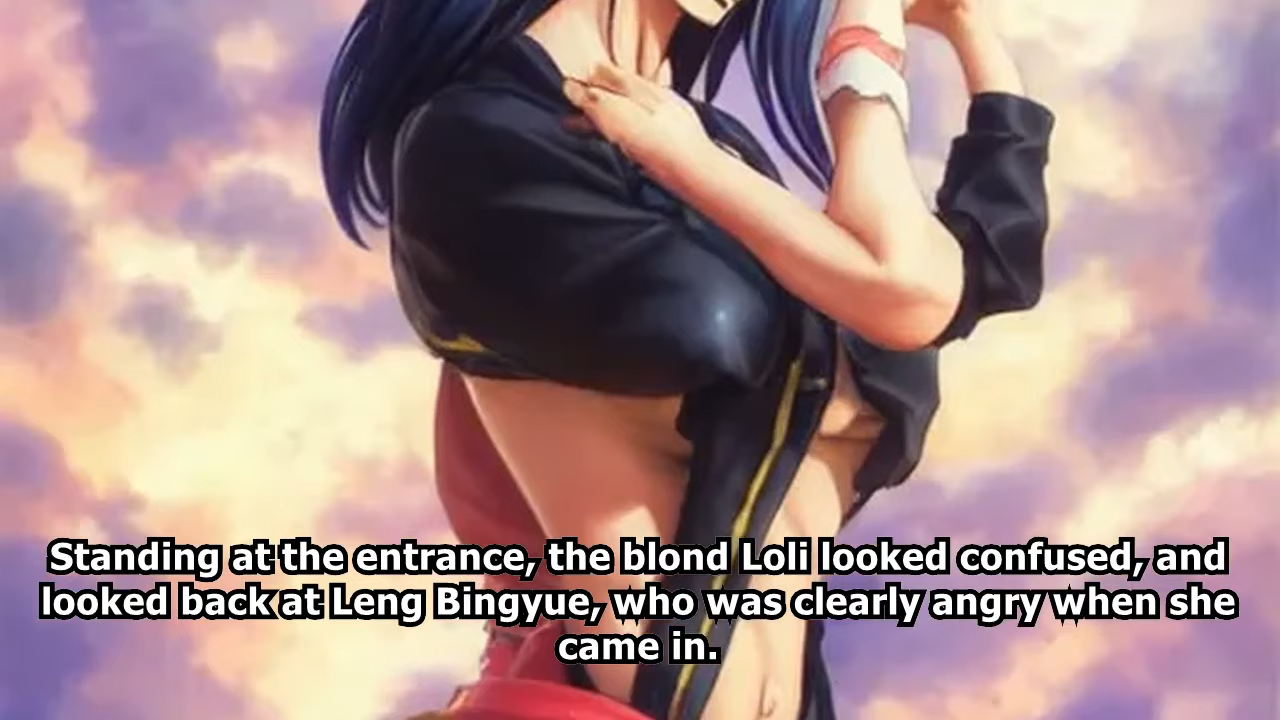 Standing at the entrance, the blond Loli looked confused, and
looked back at Leng Bingyue, who was clearly angry when she
came in.